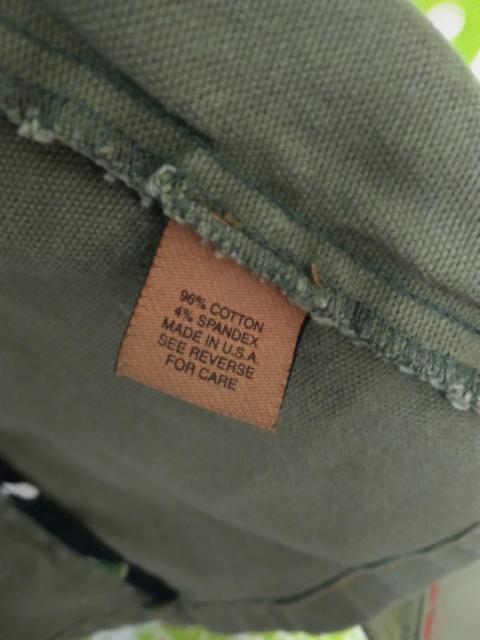 96% COTTON
4% SPANDEX
MADE IN U.S.A.
SEE REVERSE
FOR CARE